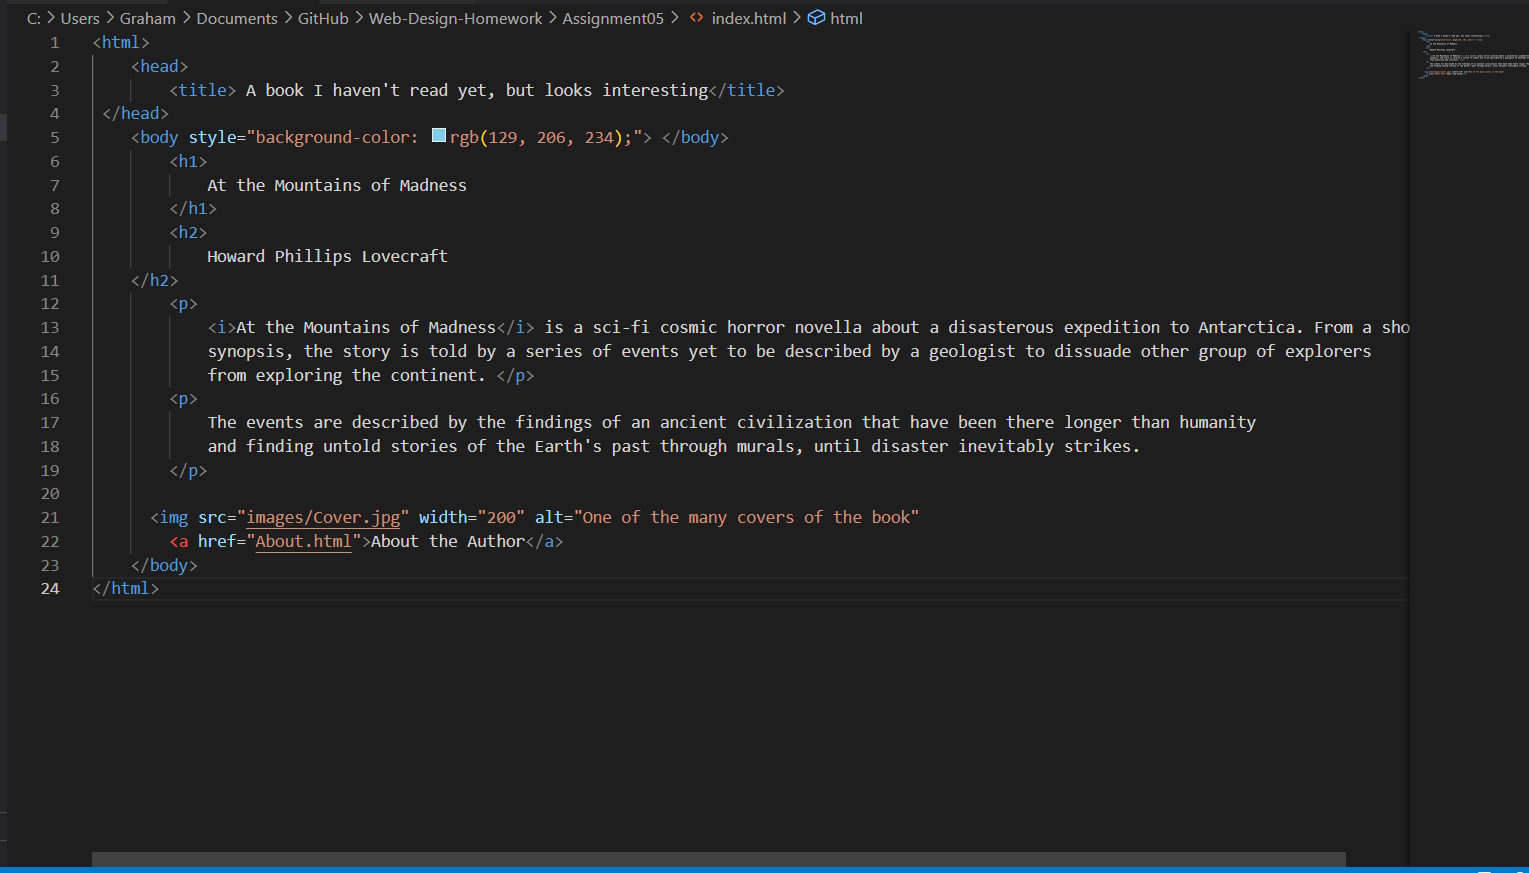 C: > Users > Graham > Documents > GitHub > Web-Design-Homework > Assignment05 > <> index.html > html
1 <html>
2 <head>
3 <title> A book I haven't read yet, but looks interesting</title>
4 </head>
5 <body style="background-color: rgb(129, 206, 234);"> </body>
6 <h1>
7 At the Mountains of Madness
8 </h1>
9 <h2>
10 Howard Phillips Lovecraft
11 </h2>
12 <p>
13 <i>At the Mountains of Madness</i> is a sci-fi cosmic horror novella about a disasterous expedition to Antarctica. From a sho
14 synopsis, the story is told by a series of events yet to be described by a geologist to dissuade other group of explorers
15 from exploring the continent. </p>
16 <p>
17 The events are described by the findings of an ancient civilization that have been there longer than humanity
18 and finding untold stories of the Earth's past through murals, until disaster inevitably strikes.
19 </p>
20
21 <img src="images/Cover.jpg" width="200" alt="One of the many covers of the book"
22 <a href="About.html">About the Author</a>
23 </body>
24 </html>